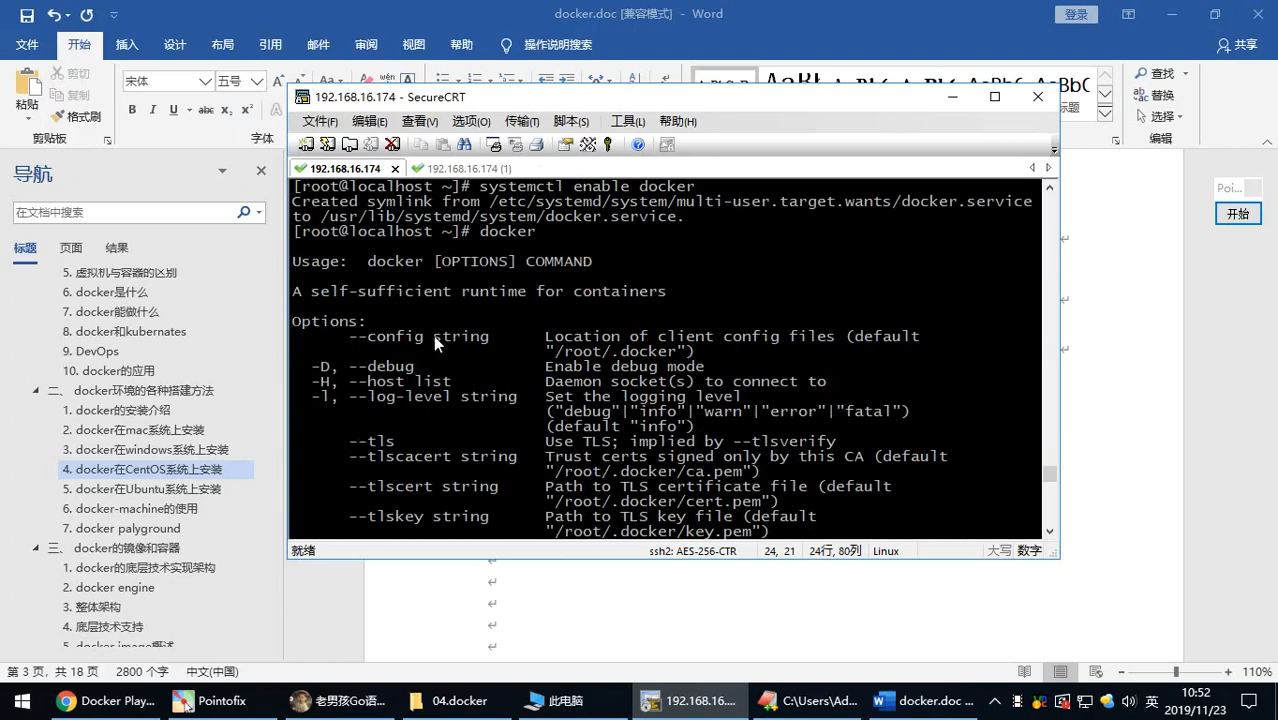 docker.doc [兼容模式] - Word
登录
文件 开始 插入 设计 布局 引用 邮件 审阅 视图 帮助 操作说明搜索
共享
粘贴
剪切
复制
格式刷
剪贴板
宋体
五号
字体
B I U abc x₂ x²
AaBbC
标题
查找
替换
选择
编辑
192.168.16.174 - SecureCRT
文件(F) 编辑(E) 查看(V) 选项(O) 传输(T) 脚本(S) 工具(L) 帮助(H)
192.168.16.174
192.168.16.174 (1)
[root@localhost ~]# systemctl enable docker
Created symlink from /etc/systemd/system/multi-user.target.wants/docker.service
to /usr/lib/systemd/system/docker.service.
[root@localhost ~]# docker
Usage:  docker [OPTIONS] COMMAND
A self-sufficient runtime for containers
Options:
--config string Location of client config files (default
"/root/.docker")
-D, --debug Enable debug mode
-H, --host list Daemon socket(s) to connect to
-l, --log-level string Set the logging level
("debug"|"info"|"warn"|"error"|"fatal")
(default "info")
--tls Use TLS; implied by --tlsverify
--tlscacert string Trust certs signed only by this CA (default
"/root/.docker/ca.pem")
--tlscert string Path to TLS certificate file (default
"/root/.docker/cert.pem")
--tlskey string Path to TLS key file (default
"/root/.docker/key.pem")
就绪
ssh2: AES-256-CTR
24, 21
24行, 80列
Linux
大写 数字
导航
在文档中搜索
标题 页面 结果
5. 虚拟机与容器的区别
6. docker是什么
7. docker能做什么
8. docker和kubernetes
9. DevOps
10. docker的应用
二、 docker环境的各种搭建方法
1. docker的安装介绍
2. docker在mac系统上安装
3. docker在windows系统上安装
4. docker在CentOS系统上安装
5. docker在Ubuntu系统上安装
6. docker-machine的使用
7. docker palyground
三、 docker的镜像和容器
1. docker的底层技术实现架构
2. docker engine
3. 整体架构
4. 底层技术支持
5. docker image概述
Poi...
开始
第 3 页, 共 18 页 2800 个字 中文(中国)
110%
Docker Play...
Pointofix
老男孩Go语...
04.docker
此电脑
192.168.16....
C:\Users\Ad...
docker.doc ...
英
10:52
2019/11/23